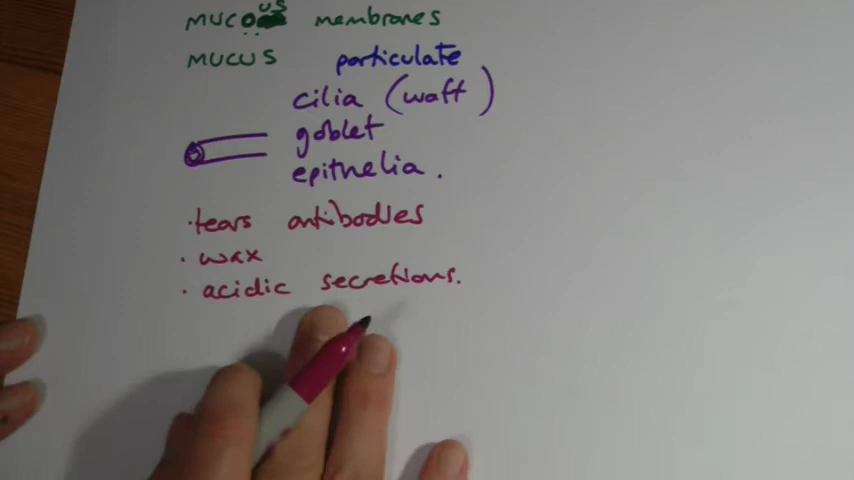 mucous membranes
mucus particulate
cilia (waft)
goblet
epithelia.
·tears antibodies
· wax
· acidic secretions.